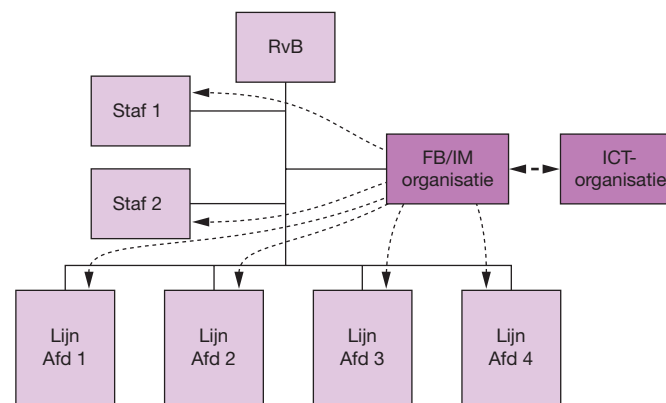 RvB
Staf 1
FB/IM
organisatie
ICT-
organisatie
Staf 2
Lijn
Afd 1
Lijn
Afd 2
Lijn
Afd 3
Lijn
Afd 4